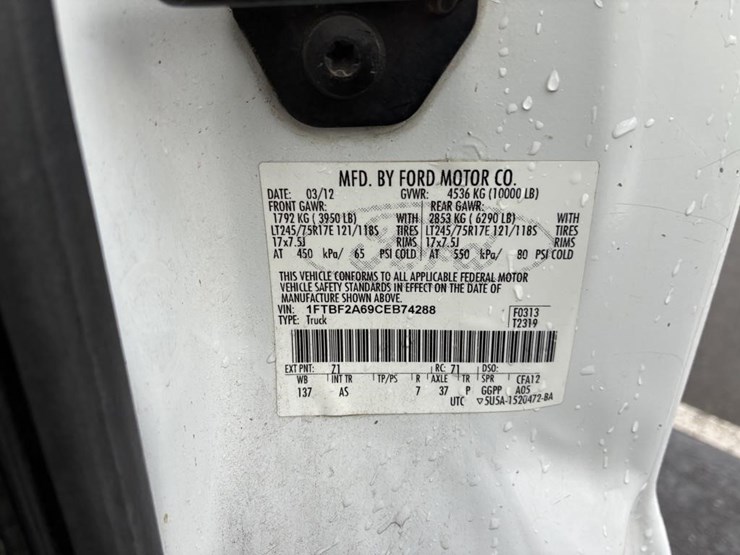 MFD. BY FORD MOTOR CO.
DATE: 03/12 GVWR: 4536 KG (10000 LB)
FRONT GAWR: REAR GAWR:
1792 KG ( 3950 LB) WITH 2853 KG ( 6290 LB) WITH
LT245/75R17E 121/118S TIRES LT245/75R17E 121/118S TIRES
17x7.5J RIMS 17x7.5J RIMS
AT 450 kPa/ 65 PSI COLD AT 550 kPa/ 80 PSI COLD
THIS VEHICLE CONFORMS TO ALL APPLICABLE FEDERAL MOTOR
VEHICLE SAFETY STANDARDS IN EFFECT ON THE DATE OF
MANUFACTURE SHOWN ABOVE.
VIN: 1FTBF2A69CEB74288 F0313
TYPE: Truck T2319
EXT PNT: Z1 RC: 71 DSO:
WB INT TR TP/PS R AXLE TR SPR CFA12
137 AS 7 37 P GGPP A05
UTC ▽5U5A-1520472-BA